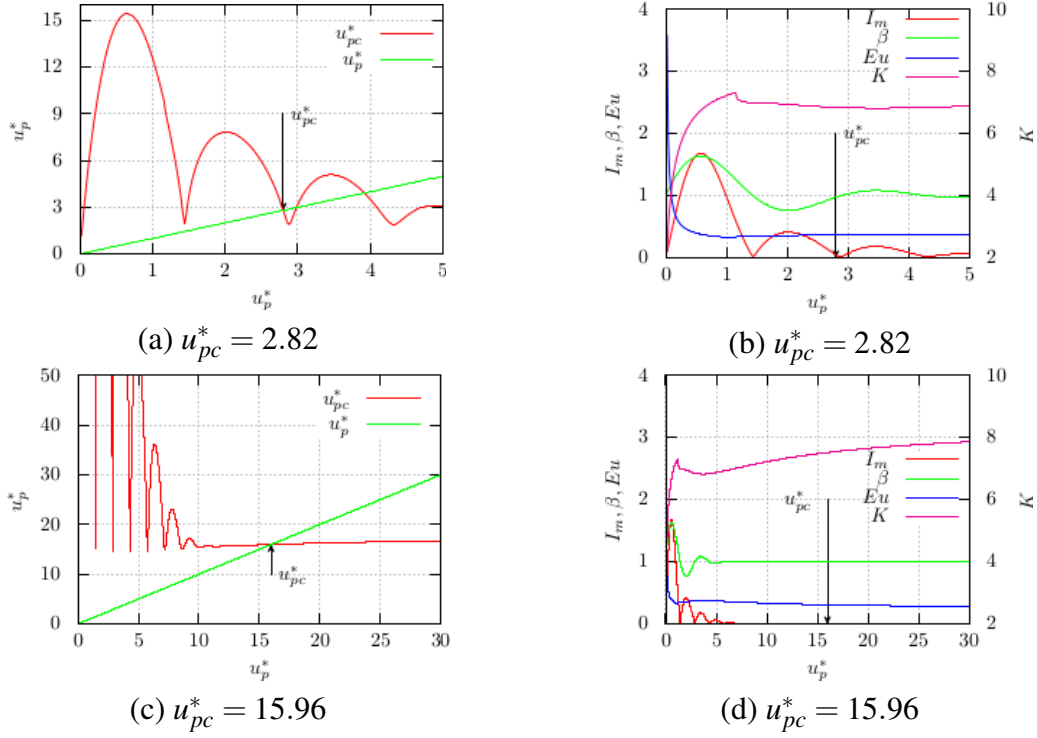 15
12
9
6
3
0
u*p
u*pc
u*p
u*pc
0 1 2 3 4 5
u*p
(a) u*pc = 2.82
4
3
2
1
0
Im, β, Eu
Im
β
Eu
K
u*pc
10
8
6
4
2
K
0 1 2 3 4 5
u*p
(b) u*pc = 2.82
50
40
30
20
10
0
u*p
u*pc
u*p
u*pc
0 5 10 15 20 25 30
u*p
(c) u*pc = 15.96
4
3
2
1
0
Im, β, Eu
Im
β
Eu
K
u*pc
10
8
6
4
2
K
0 5 10 15 20 25 30
u*p
(d) u*pc = 15.96